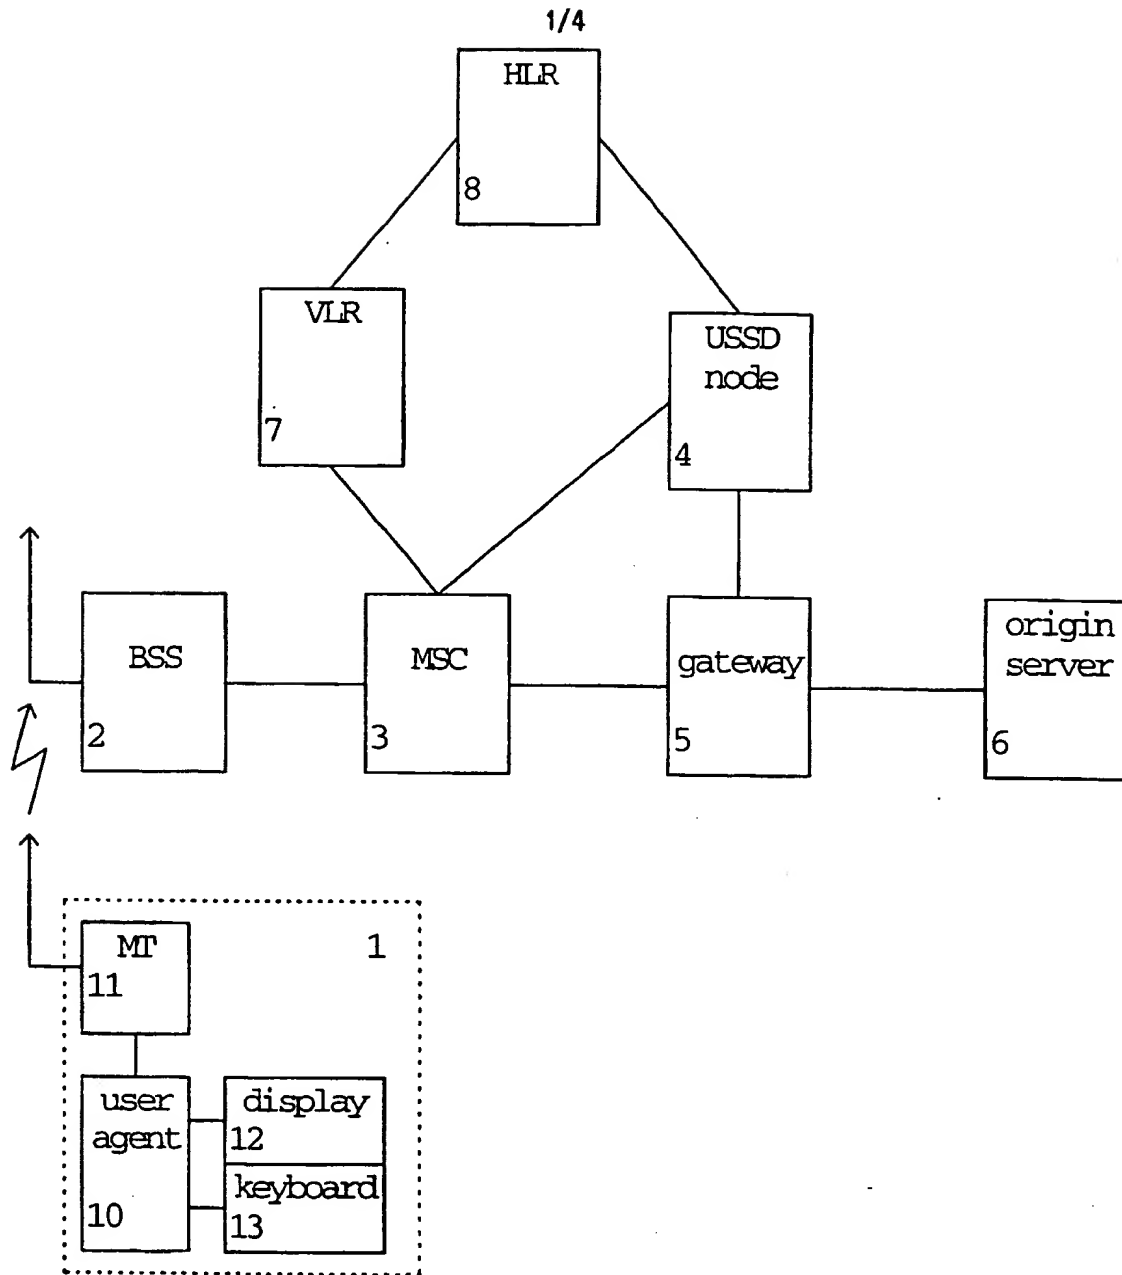 1/4
HLR
8
VLR
7
USSD
node
4
BSS
2
MSC
3
gateway
5
origin
server
6
MT
11
1
user
agent
10
display
12
keyboard
13